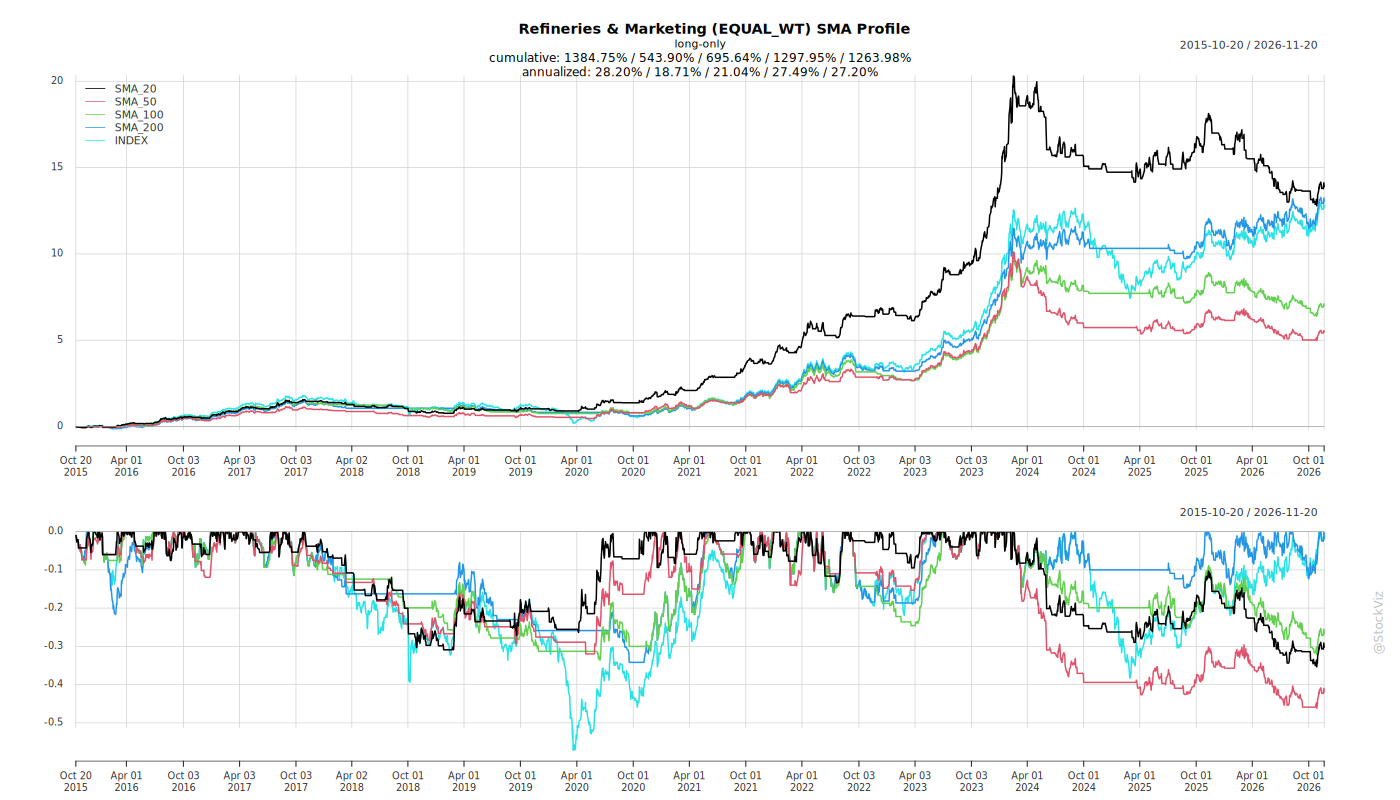 Refineries & Marketing (EQUAL_WT) SMA Profile
long-only
cumulative: 1384.75% / 543.90% / 695.64% / 1297.95% / 1263.98%
annualized: 28.20% / 18.71% / 21.04% / 27.49% / 27.20%
2015-10-20 / 2026-11-20
SMA_20
SMA_50
SMA_100
SMA_200
INDEX
20
15
10
5
0
Oct 20 Apr 01 Oct 03 Apr 03 Oct 03 Apr 02 Oct 01 Apr 01 Oct 01 Apr 01 Oct 01 Apr 01 Oct 01 Apr 01 Oct 03 Apr 03 Oct 03 Apr 01 Oct 01 Apr 01 Oct 01 Apr 01 Oct 01
2015 2016 2016 2017 2017 2018 2018 2019 2019 2020 2020 2021 2021 2022 2022 2023 2023 2024 2024 2025 2025 2026 2026
2015-10-20 / 2026-11-20
0.0
-0.1
-0.2
-0.3
-0.4
-0.5
Oct 20 Apr 01 Oct 03 Apr 03 Oct 03 Apr 02 Oct 01 Apr 01 Oct 01 Apr 01 Oct 01 Apr 01 Oct 01 Apr 01 Oct 03 Apr 03 Oct 03 Apr 01 Oct 01 Apr 01 Oct 01 Apr 01 Oct 01
2015 2016 2016 2017 2017 2018 2018 2019 2019 2020 2020 2021 2021 2022 2022 2023 2023 2024 2024 2025 2025 2026 2026
@StockViz